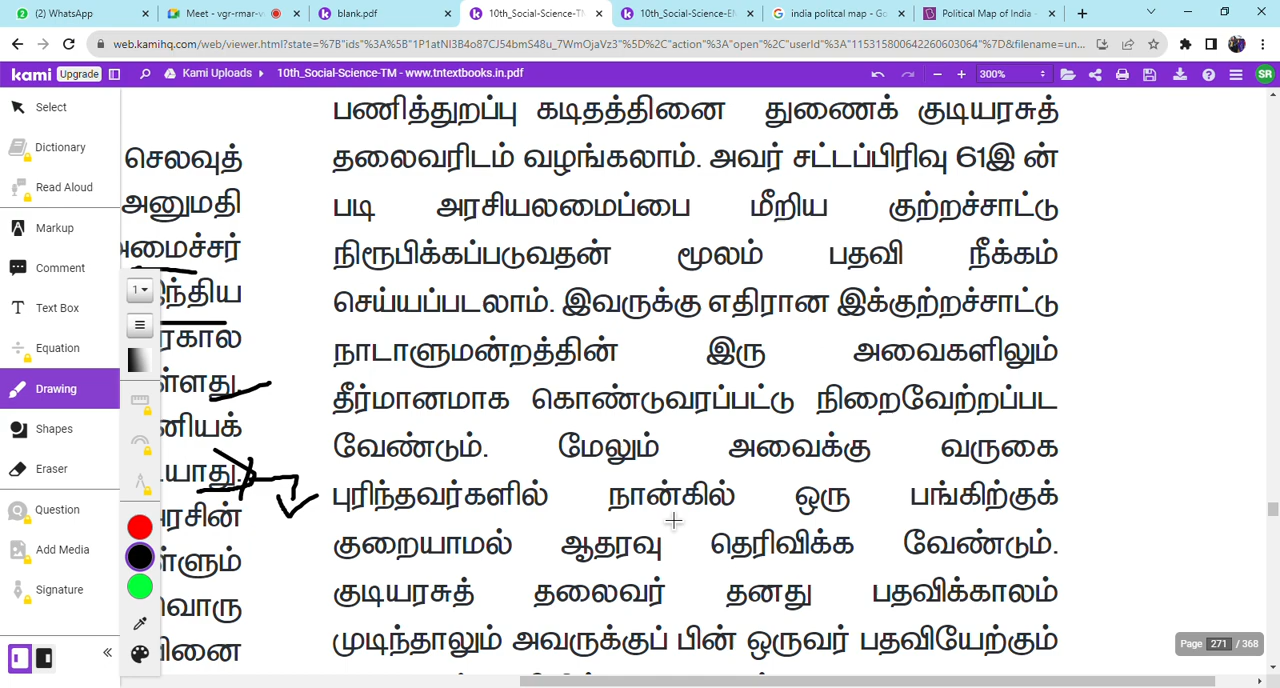 (2) WhatsApp
Meet - vgr-rmar-v
blank.pdf
10th_Social-Science-TM
10th_Social-Science-EM
india politcal map - Go
Political Map of India -
web.kamihq.com/web/viewer.html?state=%7B"ids"%3A%5B"1P1atNI3B4o87CJ54bmS48u_7WmOjaVz3"%5D%2C"action"%3A"open"%2C"userId"%3A"115315800642260603064"%7D&filename=un...
kami Upgrade
Kami Uploads
10th_Social-Science-TM - www.tntextbooks.in.pdf
300%
SR
Select
Dictionary
Read Aloud
Markup
Comment
Text Box
Equation
Drawing
Shapes
Eraser
Question
Add Media
Signature
1
செலவுத்
அனுமதி
அமைச்சர்
இந்திய
ர்கால
ள்ளது.
னியக்
யாது.
ரசின்
ள்ளும்
வொரு
யினை
பணித்துறப்பு கடிதத்தினை துணைக் குடியரசுத்
தலைவரிடம் வழங்கலாம். அவர் சட்டப்பிரிவு 61இ ன்
படி அரசியலமைப்பை மீறிய குற்றச்சாட்டு
நிரூபிக்கப்படுவதன் மூலம் பதவி நீக்கம்
செய்யப்படலாம். இவருக்கு எதிரான இக்குற்றச்சாட்டு
நாடாளுமன்றத்தின் இரு அவைகளிலும்
தீர்மானமாக கொண்டுவரப்பட்டு நிறைவேற்றப்பட
வேண்டும். மேலும் அவைக்கு வருகை
புரிந்தவர்களில் நான்கில் ஒரு பங்கிற்குக்
குறையாமல் ஆதரவு தெரிவிக்க வேண்டும்.
குடியரசுத் தலைவர் தனது பதவிக்காலம்
முடிந்தாலும் அவருக்குப் பின் ஒருவர் பதவியேற்கும்
Page 271 / 368